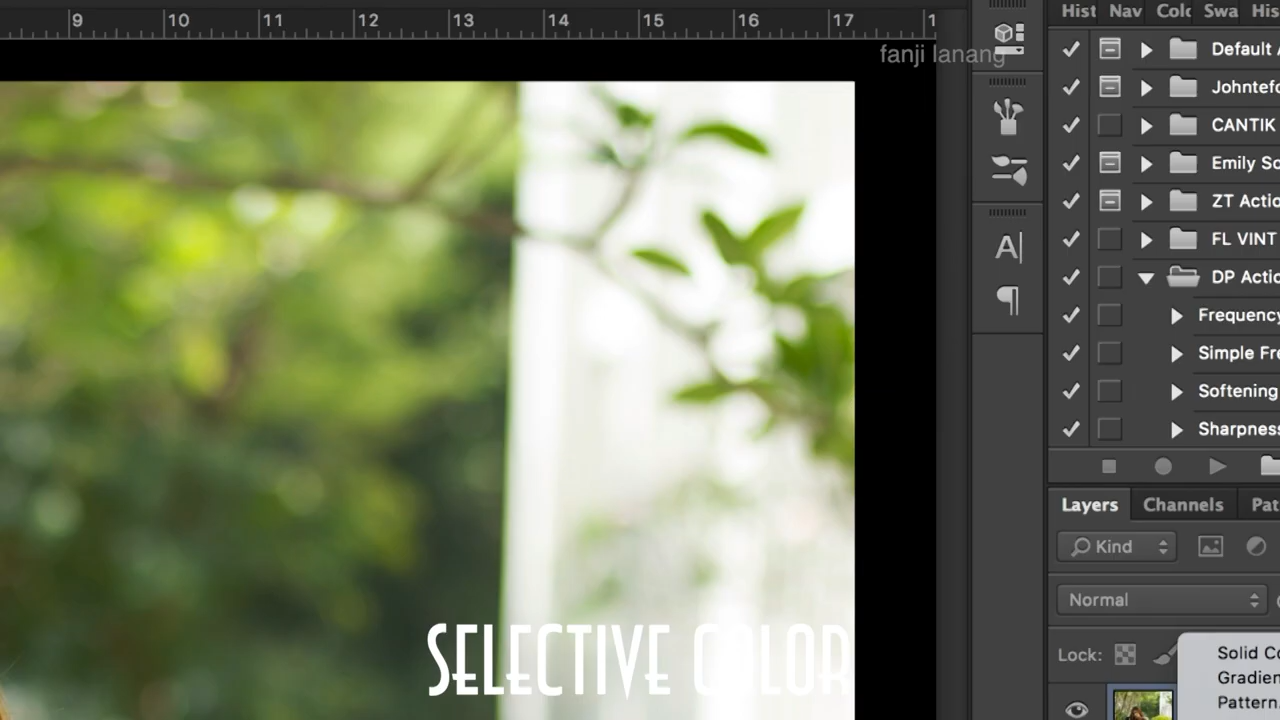 9 10 11 12 13 14 15 16 17 1
fanji lanang
Hist Nav Colc Swa His
Default A
Johntefo
CANTIK
Emily Sc
ZT Actio
FL VINT
DP Actio
Frequency
Simple Fre
Softening
Sharpness
Layers Channels Pat
Kind
Normal
Lock:
Solid Co
Gradien
Pattern
SELECTIVE COLOR